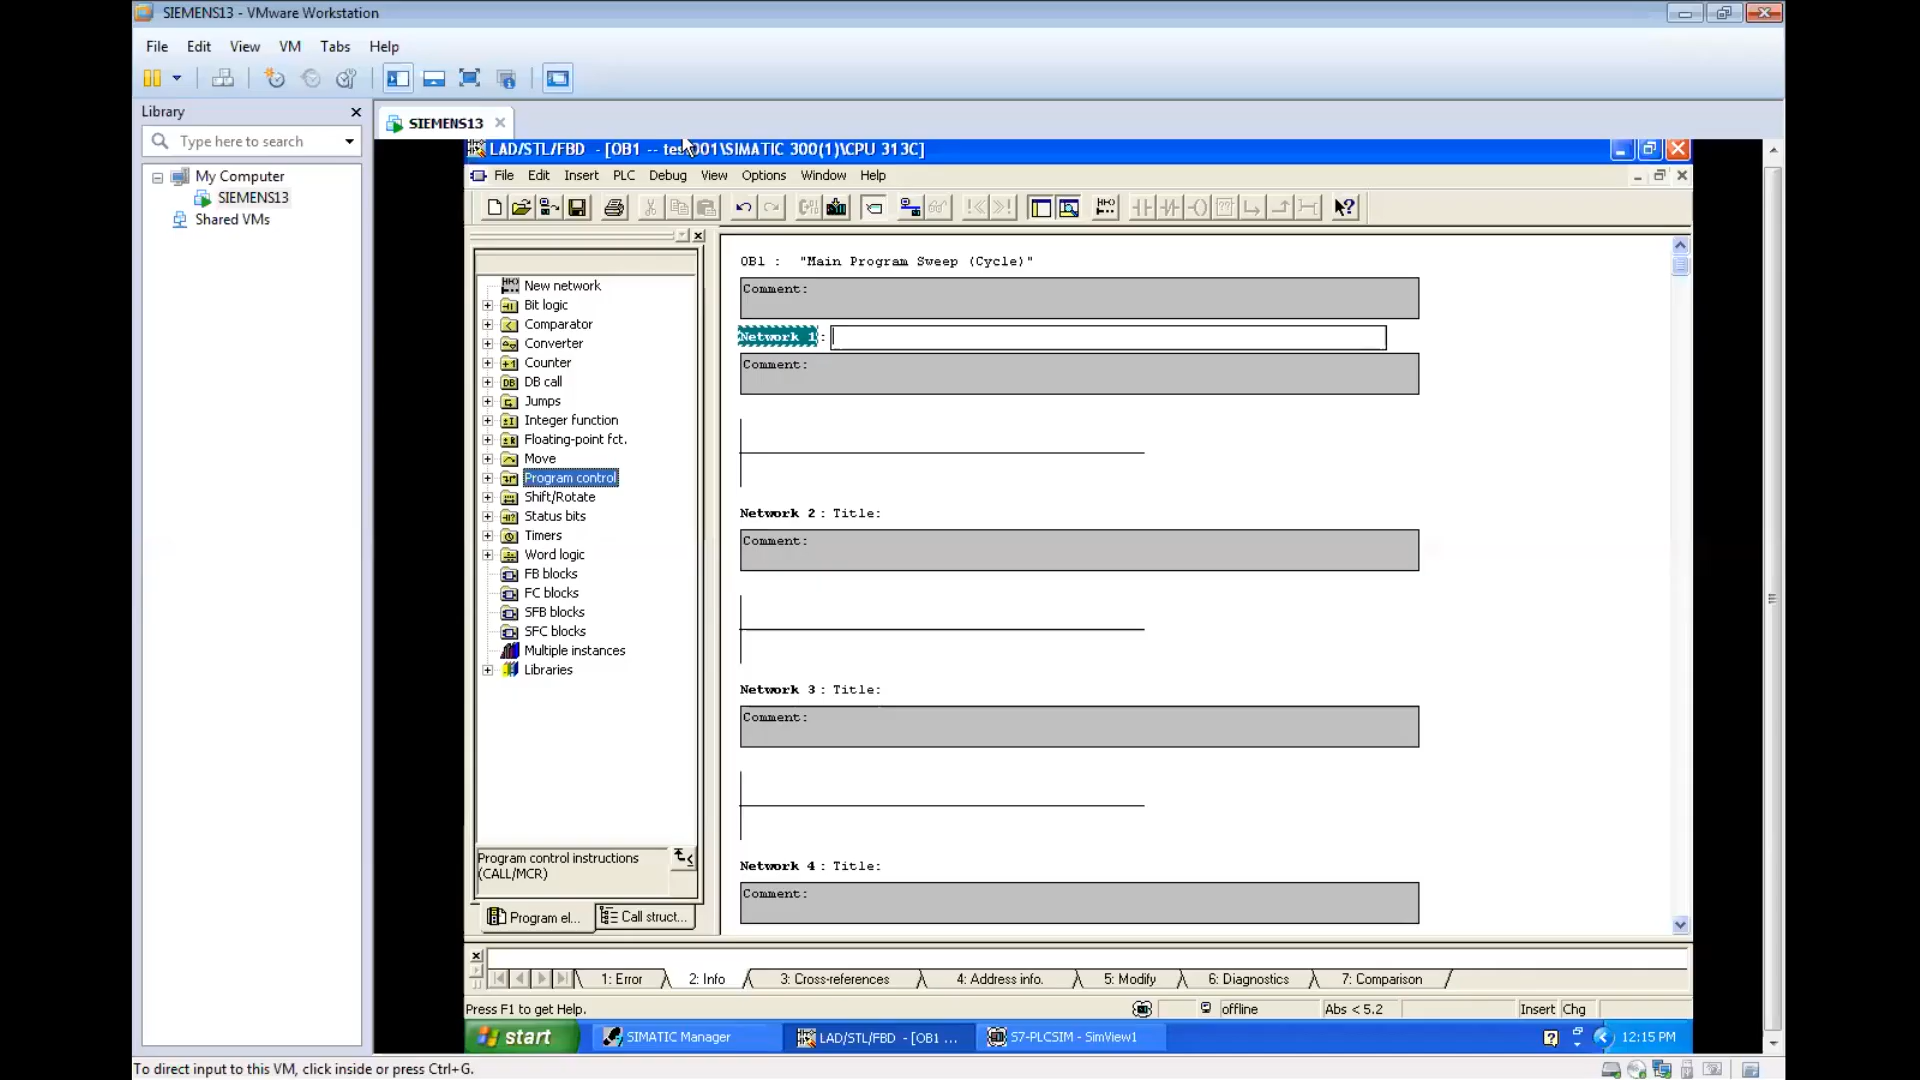 SIEMENS13 - VMware Workstation
File Edit View VM Tabs Help
Library
Type here to search
My Computer
SIEMENS13
Shared VMs
SIEMENS13
LAD/STL/FBD - [OB1 -- tes001\SIMATIC 300(1)\CPU 313C]
File Edit Insert PLC Debug View Options Window Help
New network
Bit logic
Comparator
Converter
Counter
DB call
Jumps
Integer function
Floating-point fct.
Move
Program control
Shift/Rotate
Status bits
Timers
Word logic
FB blocks
FC blocks
SFB blocks
SFC blocks
Multiple instances
Libraries
Program control instructions
(CALL/MCR)
Program el...
Call struct...
OB1 : "Main Program Sweep (Cycle)"
Comment:
Network 1:
Comment:
Network 2 : Title:
Comment:
Network 3 : Title:
Comment:
Network 4 : Title:
Comment:
1: Error 2: Info 3: Cross-references 4: Address info. 5: Modify 6: Diagnostics 7: Comparison
Press F1 to get Help.
offline Abs < 5.2 Insert Chg
start SIMATIC Manager LAD/STL/FBD - [OB1 ... S7-PLCSIM - SimView1 12:15 PM
To direct input to this VM, click inside or press Ctrl+G.